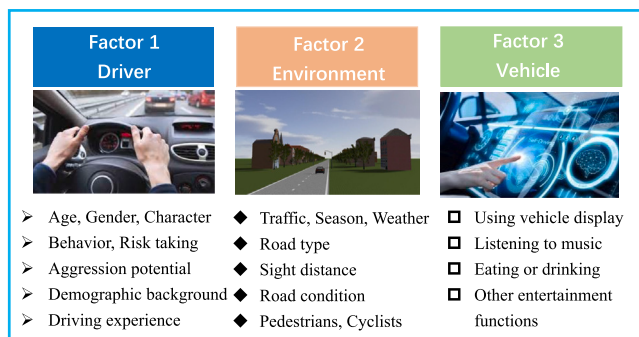 Factor 1
Driver
Age, Gender, Character
Behavior, Risk taking
Aggression potential
Demographic background
Driving experience
Factor 2
Environment
Traffic, Season, Weather
Road type
Sight distance
Road condition
Pedestrians, Cyclists
Factor 3
Vehicle
Using vehicle display
Listening to music
Eating or drinking
Other entertainment
functions